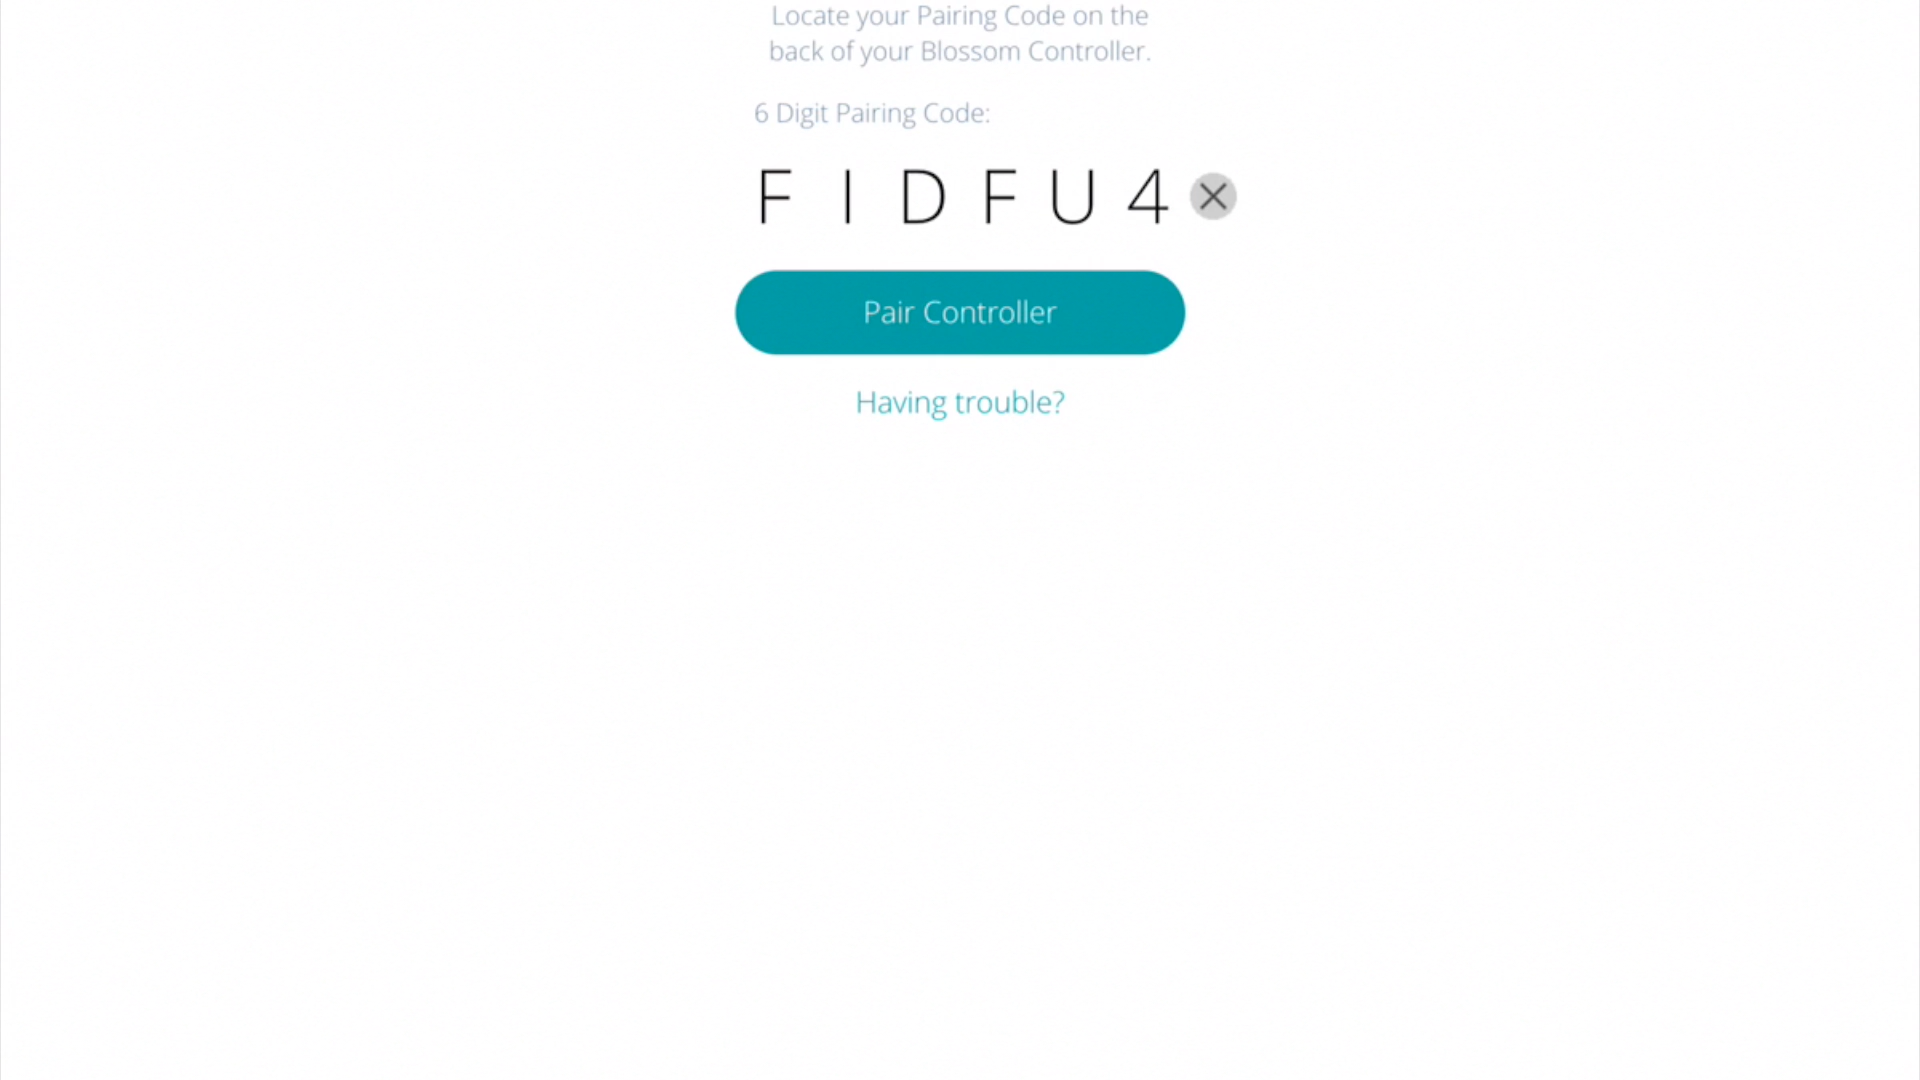 Locate your Pairing Code on the
back of your Blossom Controller.
6 Digit Pairing Code:
F I D F U 4
Pair Controller
Having trouble?